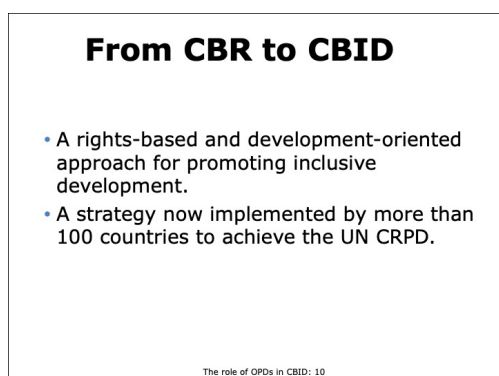 From CBR to CBID
• A rights-based and development-oriented
approach for promoting inclusive
development.
• A strategy now implemented by more than
100 countries to achieve the UN CRPD.
The role of OPDs in CBID: 10